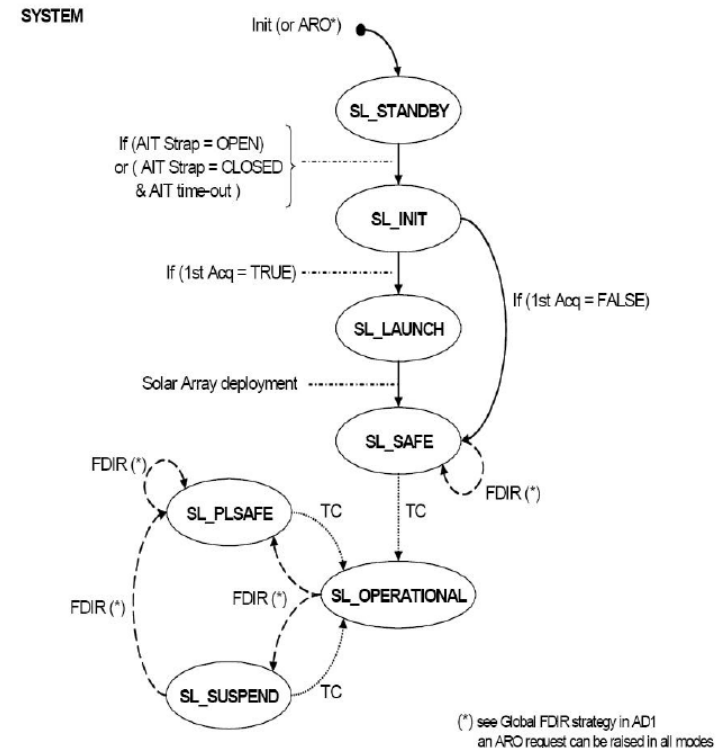 SYSTEM
Init (or ARO*)
SL_STANDBY
If (AIT Strap = OPEN)
or ( AIT Strap = CLOSED
& AIT time-out )
SL_INIT
If (1st Acq = TRUE)
If (1st Acq = FALSE)
SL_LAUNCH
Solar Array deployment
SL_SAFE
FDIR (*)
FDIR (*)
SL_PLSAFE
TC
TC
FDIR (*)
FDIR (*)
SL_OPERATIONAL
SL_SUSPEND
TC
(*) see Global FDIR strategy in AD1
an ARO request can be raised in all modes